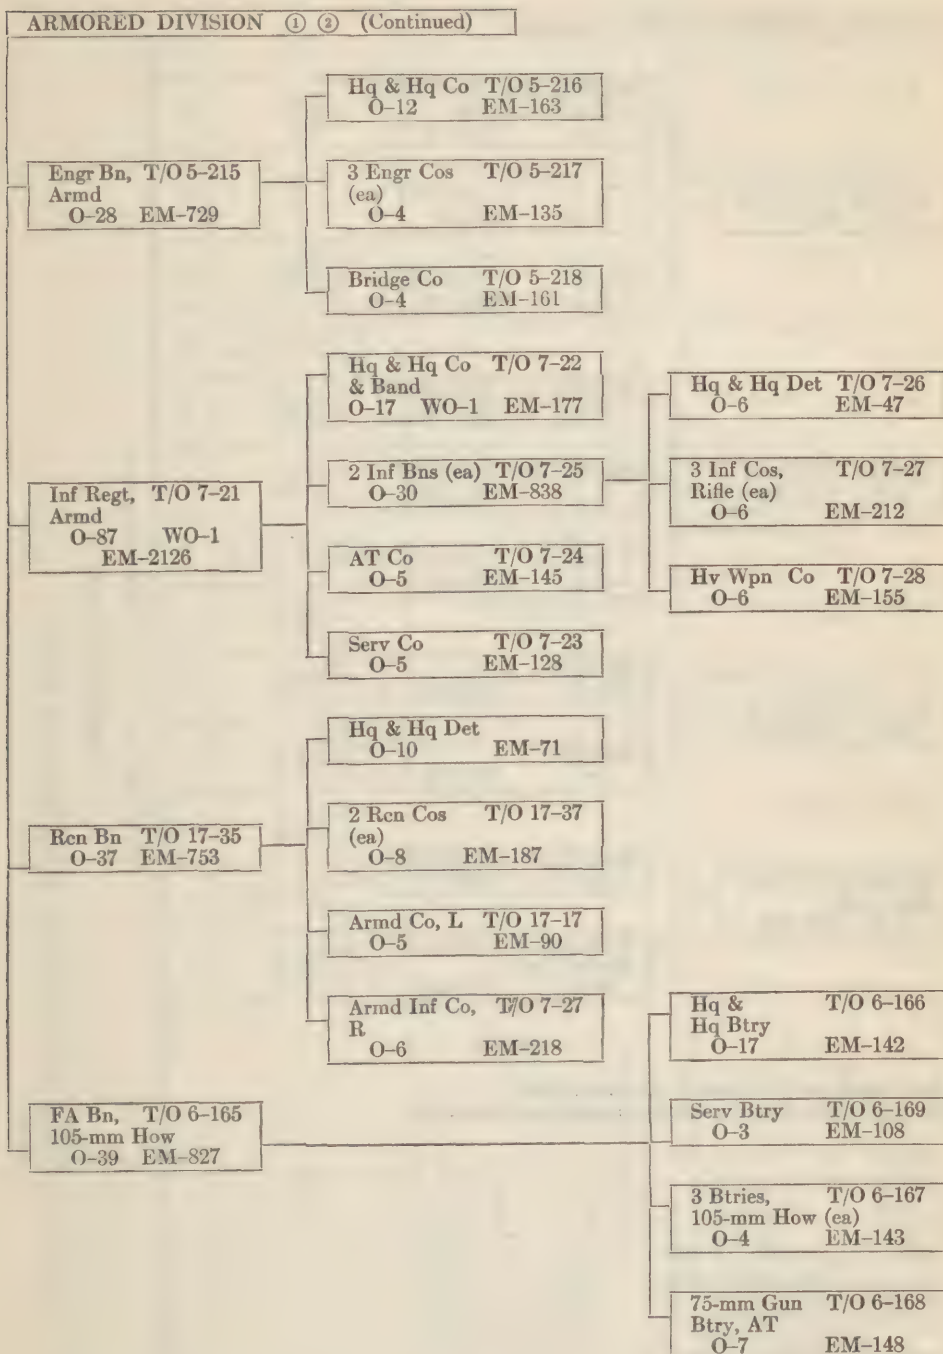 ARMORED DIVISION ① ② (Continued)
Hq & Hq Co T/O 5–216
O–12 EM–163
Engr Bn, T/O 5–215
Armd
O–28 EM–729
3 Engr Cos T/O 5–217
(ea)
O–4 EM–135
Bridge Co T/O 5–218
O–4 EM–161
Hq & Hq Co T/O 7–22
& Band
O–17 WO–1 EM–177
Inf Regt, T/O 7–21
Armd
O–87 WO–1
EM–2126
2 Inf Bns (ea) T/O 7–25
O–30 EM–838
AT Co T/O 7–24
O–5 EM–145
Serv Co T/O 7–23
O–5 EM–128
Hq & Hq Det T/O 7–26
O–6 EM–47
3 Inf Cos, T/O 7–27
Rifle (ea)
O–6 EM–212
Hv Wpn Co T/O 7–28
O–6 EM–155
Hq & Hq Det
O–10 EM–71
Rcn Bn T/O 17–35
O–37 EM–753
2 Rcn Cos T/O 17–37
(ea)
O–8 EM–187
Armd Co, L T/O 17–17
O–5 EM–90
Armd Inf Co, T/O 7–27
R
O–6 EM–218
FA Bn, T/O 6–165
105-mm How
O–39 EM–827
Hq & T/O 6–166
Hq Btry
O–17 EM–142
Serv Btry T/O 6–169
O–3 EM–108
3 Btries, T/O 6–167
105-mm How (ea)
O–4 EM–143
75-mm Gun T/O 6–168
Btry, AT
O–7 EM–148